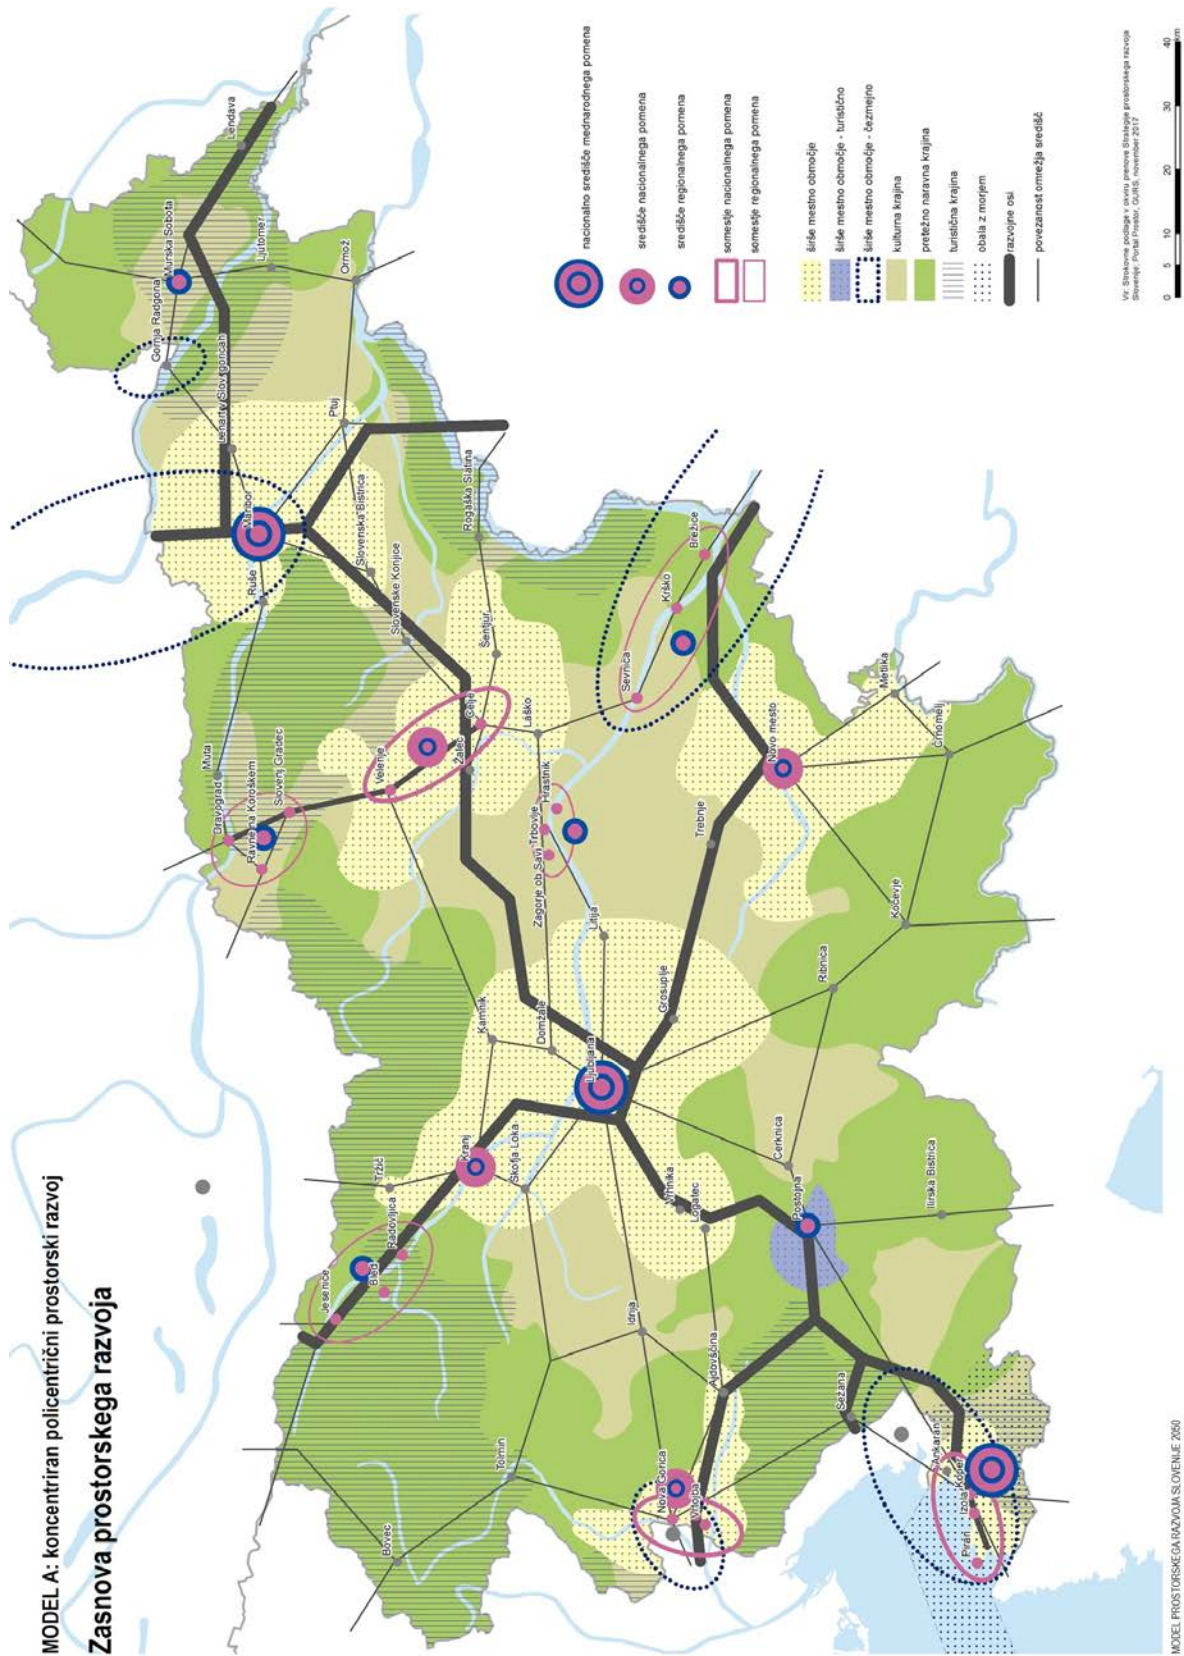 MODEL A: koncentriran policentrični prostorski razvoj
Zasnova prostorskega razvoja
Bovec
Tolmin
Nova Gorica
Vrtojba
Ajdovščina
Idrija
Sežana
Ankaran
Koper
Izola
Piran
Jesenice
Bled
Radovljica
Tržič
Kranj
Škofja Loka
Kamnik
Domžale
Ljubljana
Vrhnika
Logatec
Postojna
Cerknica
Ilirska Bistrica
Grosuplje
Litija
Ribnica
Kočevje
Trebnje
Novo mesto
Črnomelj
Metlika
Zagorje ob Savi
Trbovlje
Hrastnik
Laško
Sevnica
Krško
Brežice
Dravograd
Ravne na Koroškem
Slovenj Gradec
Muta
Velenje
Žalec
Celje
Šentjur
Rogaška Slatina
Slovenske Konjice
Slovenska Bistrica
Ruše
Maribor
Ptuj
Lenart v Slov. goricah
Gornja Radgona
Murska Sobota
Ljutomer
Ormož
Lendava
nacionalno središče mednarodnega pomena
središče nacionalnega pomena
središče regionalnega pomena
somestje nacionalnega pomena
somestje regionalnega pomena
širše mestno območje
širše mestno območje - turistično
širše mestno območje - čezmejno
kulturna krajina
pretežno naravna krajina
turistična krajina
obala z morjem
razvojne osi
povezanost omrežja središč
Vir: Strokovne podlage v okviru prenove Strategije prostorskega razvoja
Slovenije; Portal Prostor, GURS, november 2017
0 5 10 20 30 40
km
MODEL PROSTORSKEGA RAZVOJA SLOVENIJE 2050